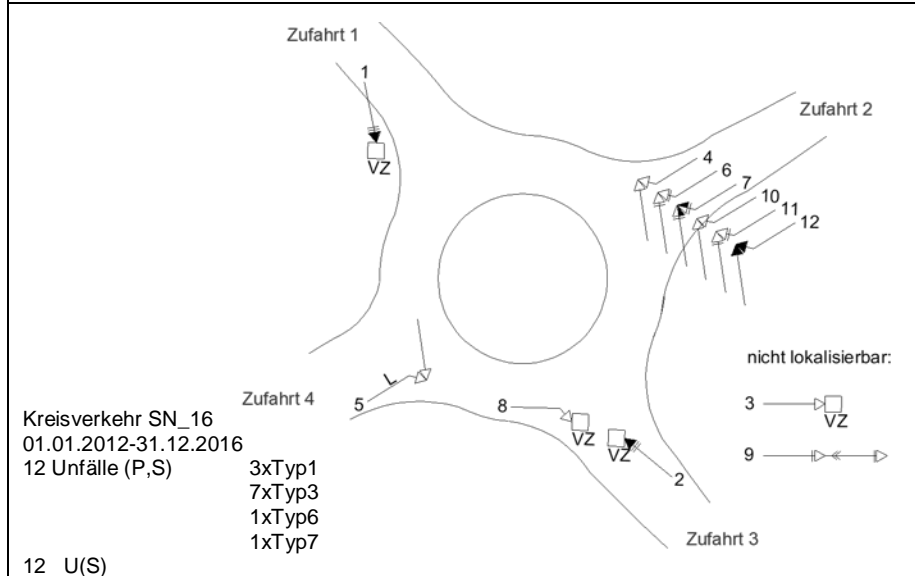 Zufahrt 1
1
VZ
Zufahrt 2
4
6
7
10
11
12
nicht lokalisierbar:
3
VZ
9
Zufahrt 4
5
L
8
VZ
VZ
2
Zufahrt 3
Kreisverkehr SN_16
01.01.2012-31.12.2016
12 Unfälle (P,S) 3xTyp1
7xTyp3
1xTyp6
1xTyp7
12 U(S)